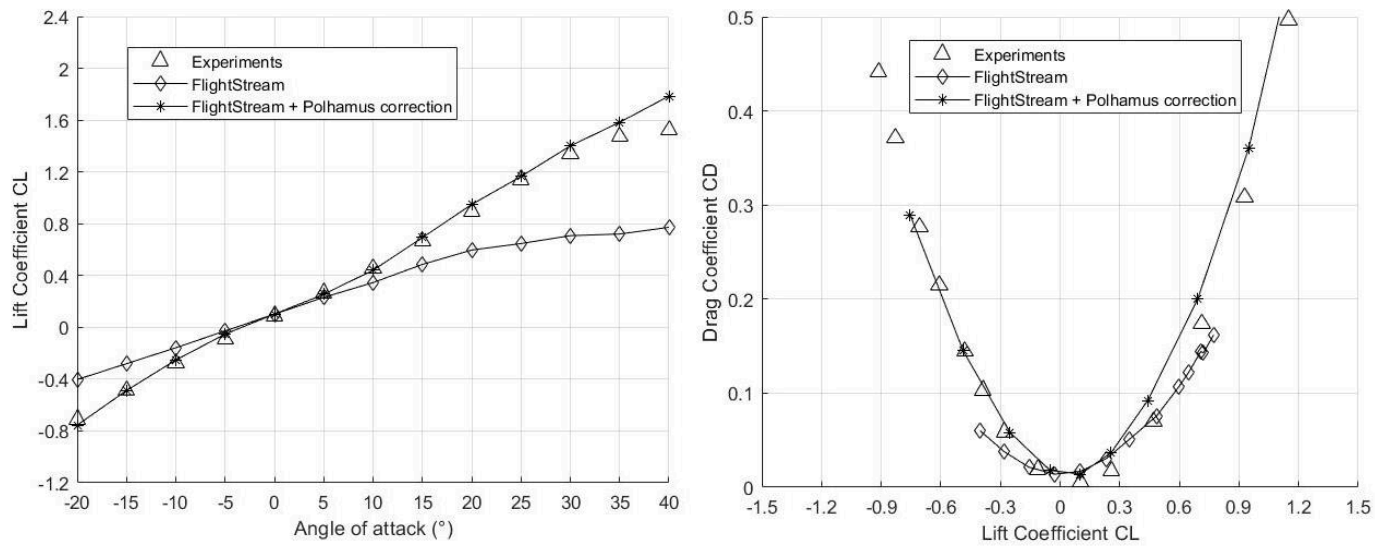 2.4
2
1.6
1.2
0.8
0.4
0
-0.4
-0.8
-1.2
Lift Coefficient CL
Experiments
FlightStream
FlightStream + Polhamus correction
-20 -15 -10 -5 0 5 10 15 20 25 30 35 40
Angle of attack (°)
0.5
0.4
0.3
0.2
0.1
0
Drag Coefficient CD
Experiments
FlightStream
FlightStream + Polhamus correction
-1.5 -1.2 -0.9 -0.6 -0.3 0 0.3 0.6 0.9 1.2 1.5
Lift Coefficient CL